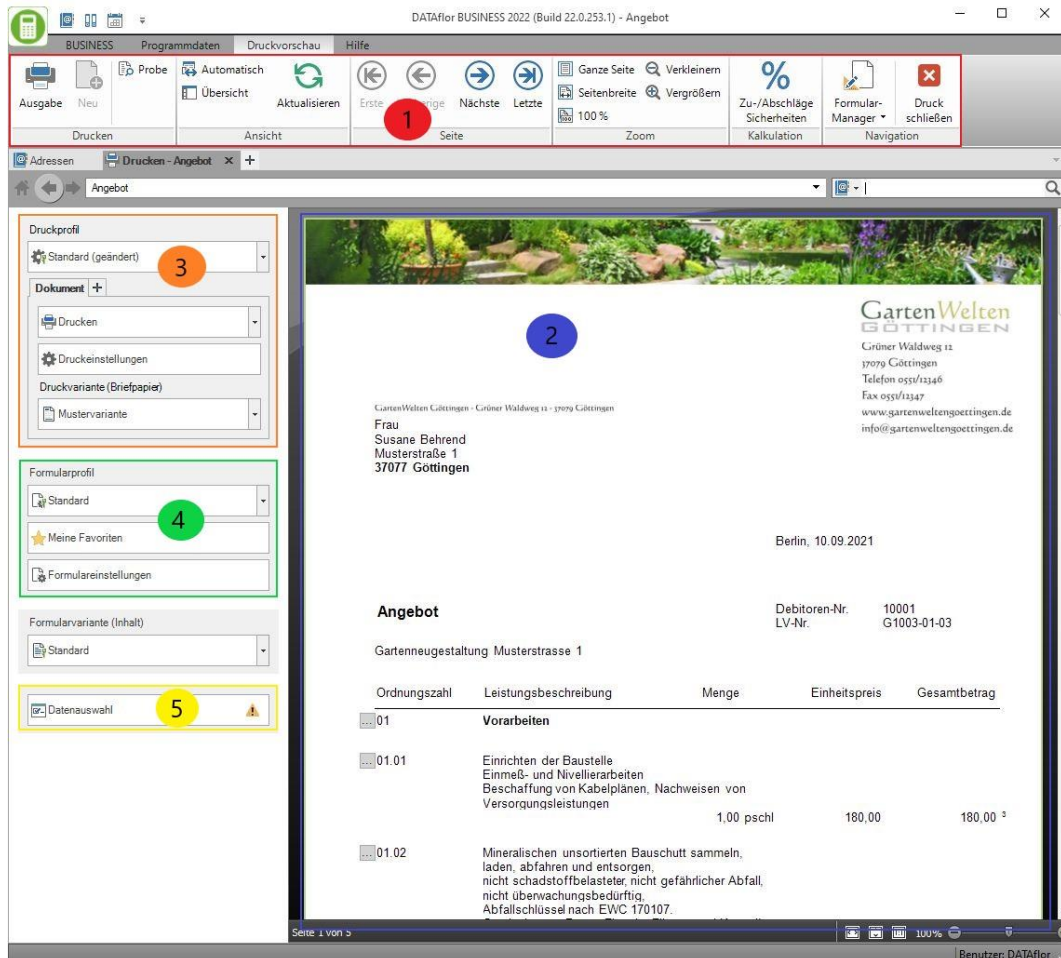 DATAflor BUSINESS 2022 (Build 22.0.253.1) - Angebot
BUSINESS Programmdaten Druckvorschau Hilfe
Ausgabe
Neu
Probe
Drucken
Automatisch
Übersicht
Aktualisieren
Ansicht
Erste
Nächste
Letzte
1
Seite
Ganze Seite
Verkleinern
Seitenbreite
Vergrößern
100 %
Zoom
Zu-/Abschläge
Sicherheiten
Kalkulation
Formular-
Manager
Druck
schließen
Navigation
Adressen
Drucken - Angebot
Angebot
Druckprofil
Standard (geändert)
3
Dokument
Drucken
Druckeinstellungen
Druckvariante (Briefpapier)
Mustervariante
Formularprofil
Standard
4
Meine Favoriten
Formulareinstellungen
Formularvariante (Inhalt)
Standard
Datenauswahl
5
2
GartenWelten
GÖTTINGEN
Grüner Waldweg 12
37079 Göttingen
Telefon 0551/12346
Fax 0551/12347
www.gartenweltengoettingen.de
info@gartenweltengoettingen.de
GartenWelten Göttingen - Grüner Waldweg 12 - 37079 Göttingen
Frau
Susane Behrend
Musterstraße 1
37077 Göttingen
Berlin, 10.09.2021
Angebot
Debitoren-Nr. 10001
LV-Nr. G1003-01-03
Gartenneugestaltung Musterstrasse 1
Ordnungszahl Leistungsbeschreibung Menge Einheitspreis Gesamtbetrag
... 01 Vorarbeiten
... 01.01 Einrichten der Baustelle
Einmeß- und Nivellierarbeiten
Beschaffung von Kabelplänen, Nachweisen von
Versorgungsleistungen
1,00 pschl 180,00 180,00 ³
... 01.02 Mineralischen unsortierten Bauschutt sammeln,
laden, abfahren und entsorgen,
nicht schadstoffbelasteter, nicht gefährlicher Abfall,
nicht überwachungsbedürftig,
Abfallschlüssel nach EWC 170107.
Seite 1 von 5
100%
Benutzer: DATAflor